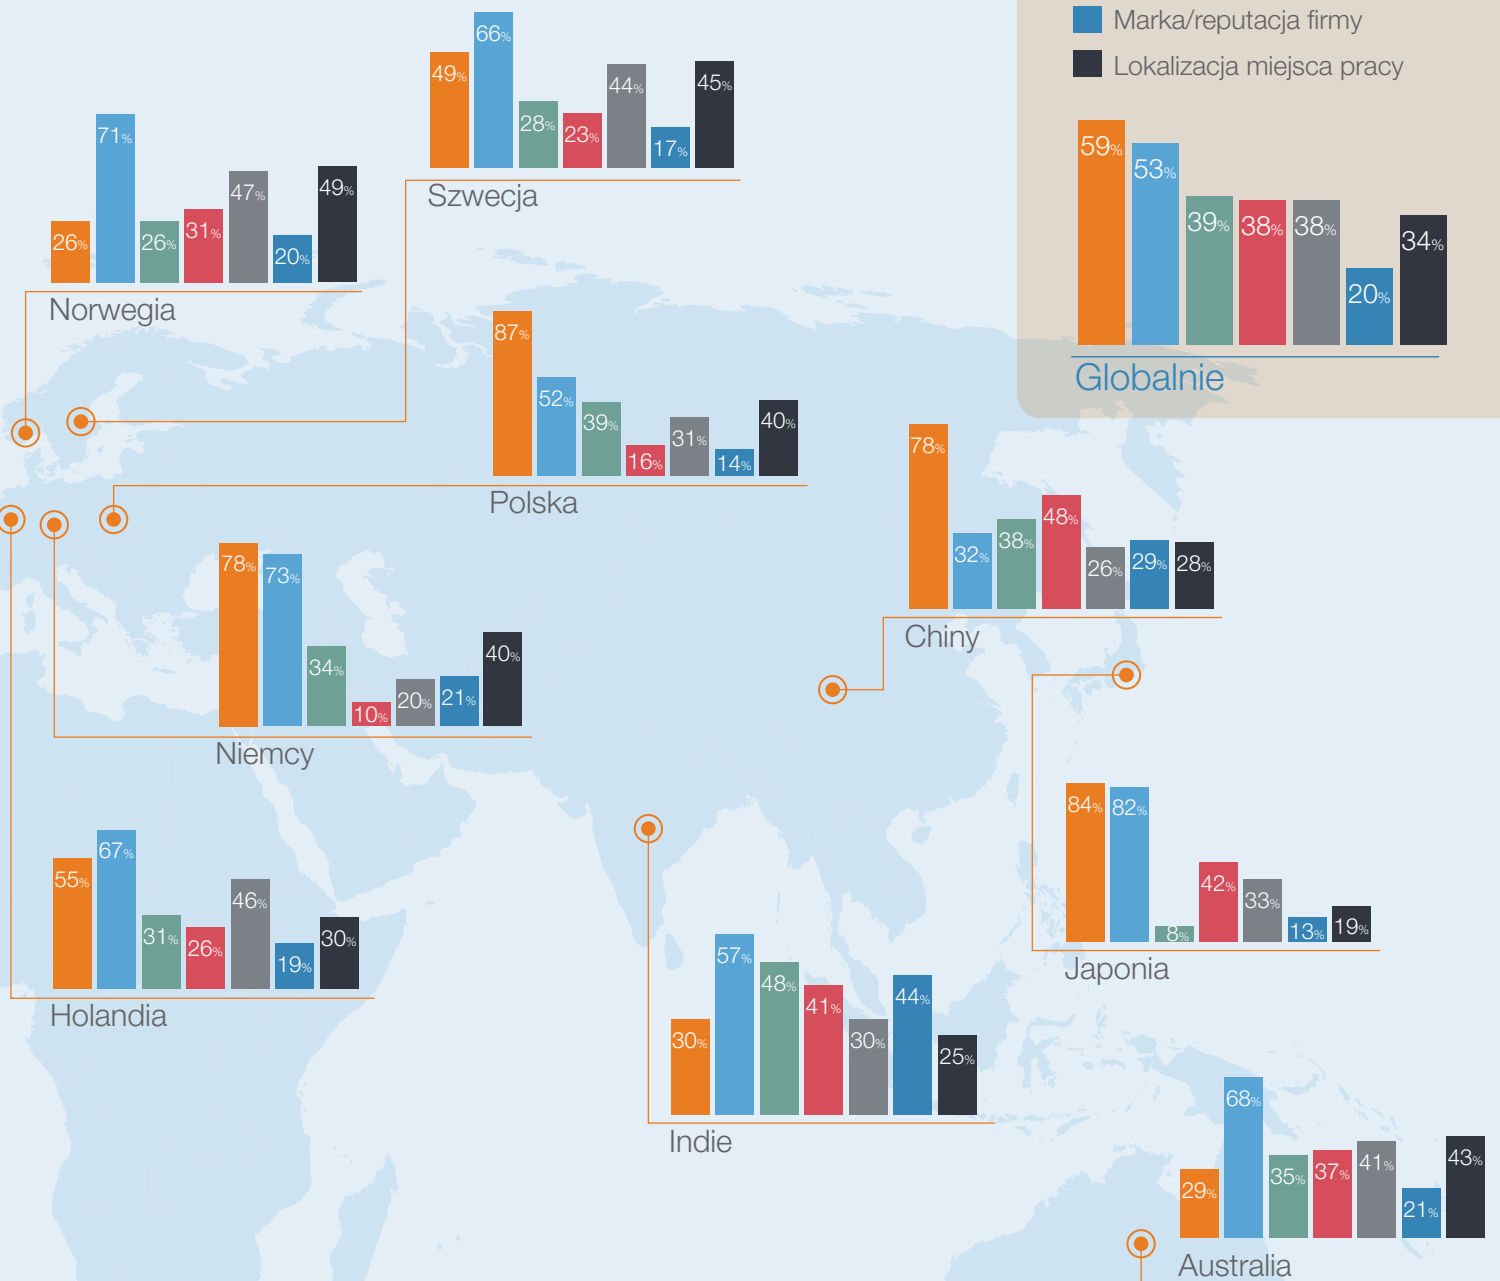 Marka/reputacja firmy
Lokalizacja miejsca pracy
59% 53% 39% 38% 38% 20% 34%
Globalnie
49% 66% 28% 23% 44% 17% 45%
Szwecja
26% 71% 26% 31% 47% 20% 49%
Norwegia
87% 52% 39% 16% 31% 14% 40%
Polska
78% 32% 38% 48% 26% 29% 28%
Chiny
78% 73% 34% 10% 20% 21% 40%
Niemcy
84% 82% 8% 42% 33% 13% 19%
Japonia
55% 67% 31% 26% 46% 19% 30%
Holandia
30% 57% 48% 41% 30% 44% 25%
Indie
29% 68% 35% 37% 41% 21% 43%
Australia